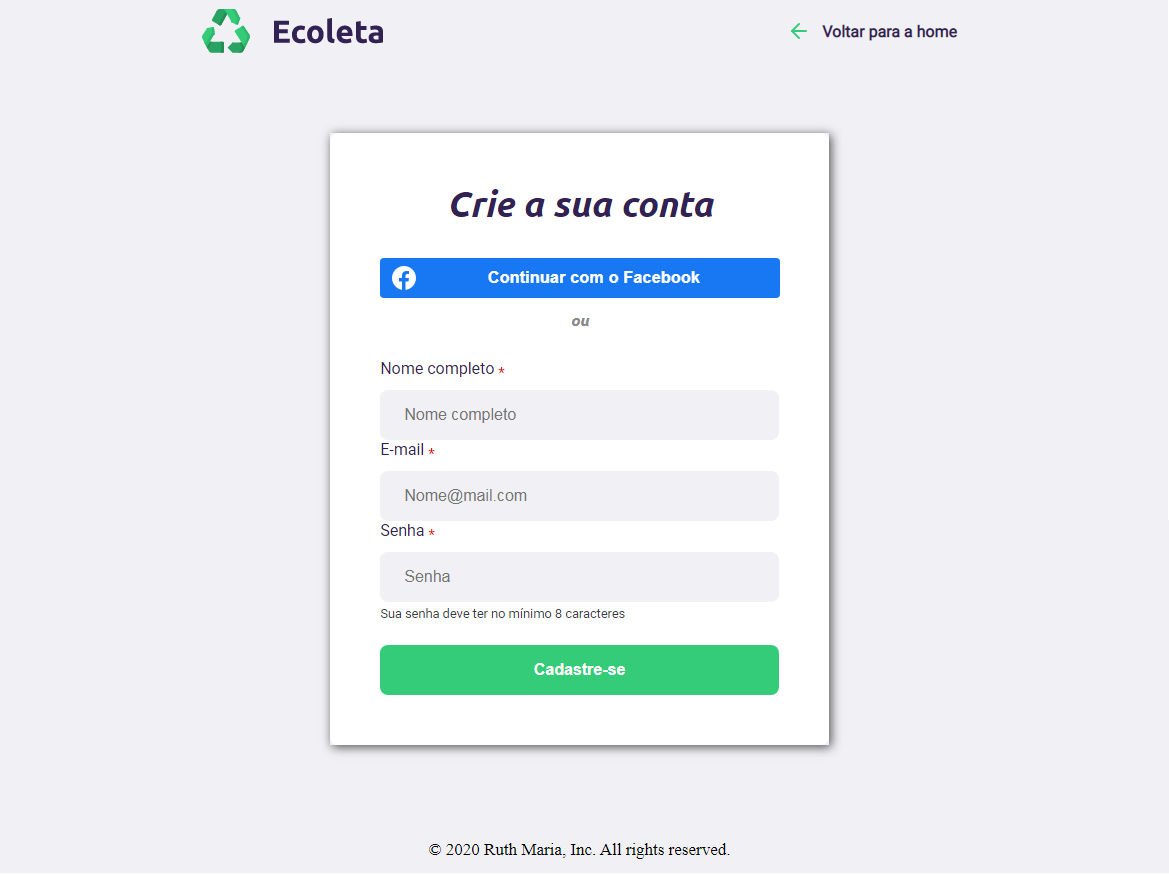 Ecoleta
Voltar para a home
Crie a sua conta
Continuar com o Facebook
ou
Nome completo *
Nome completo
E-mail *
Nome@mail.com
Senha *
Senha
Sua senha deve ter no mínimo 8 caracteres
Cadastre-se
© 2020 Ruth Maria, Inc. All rights reserved.